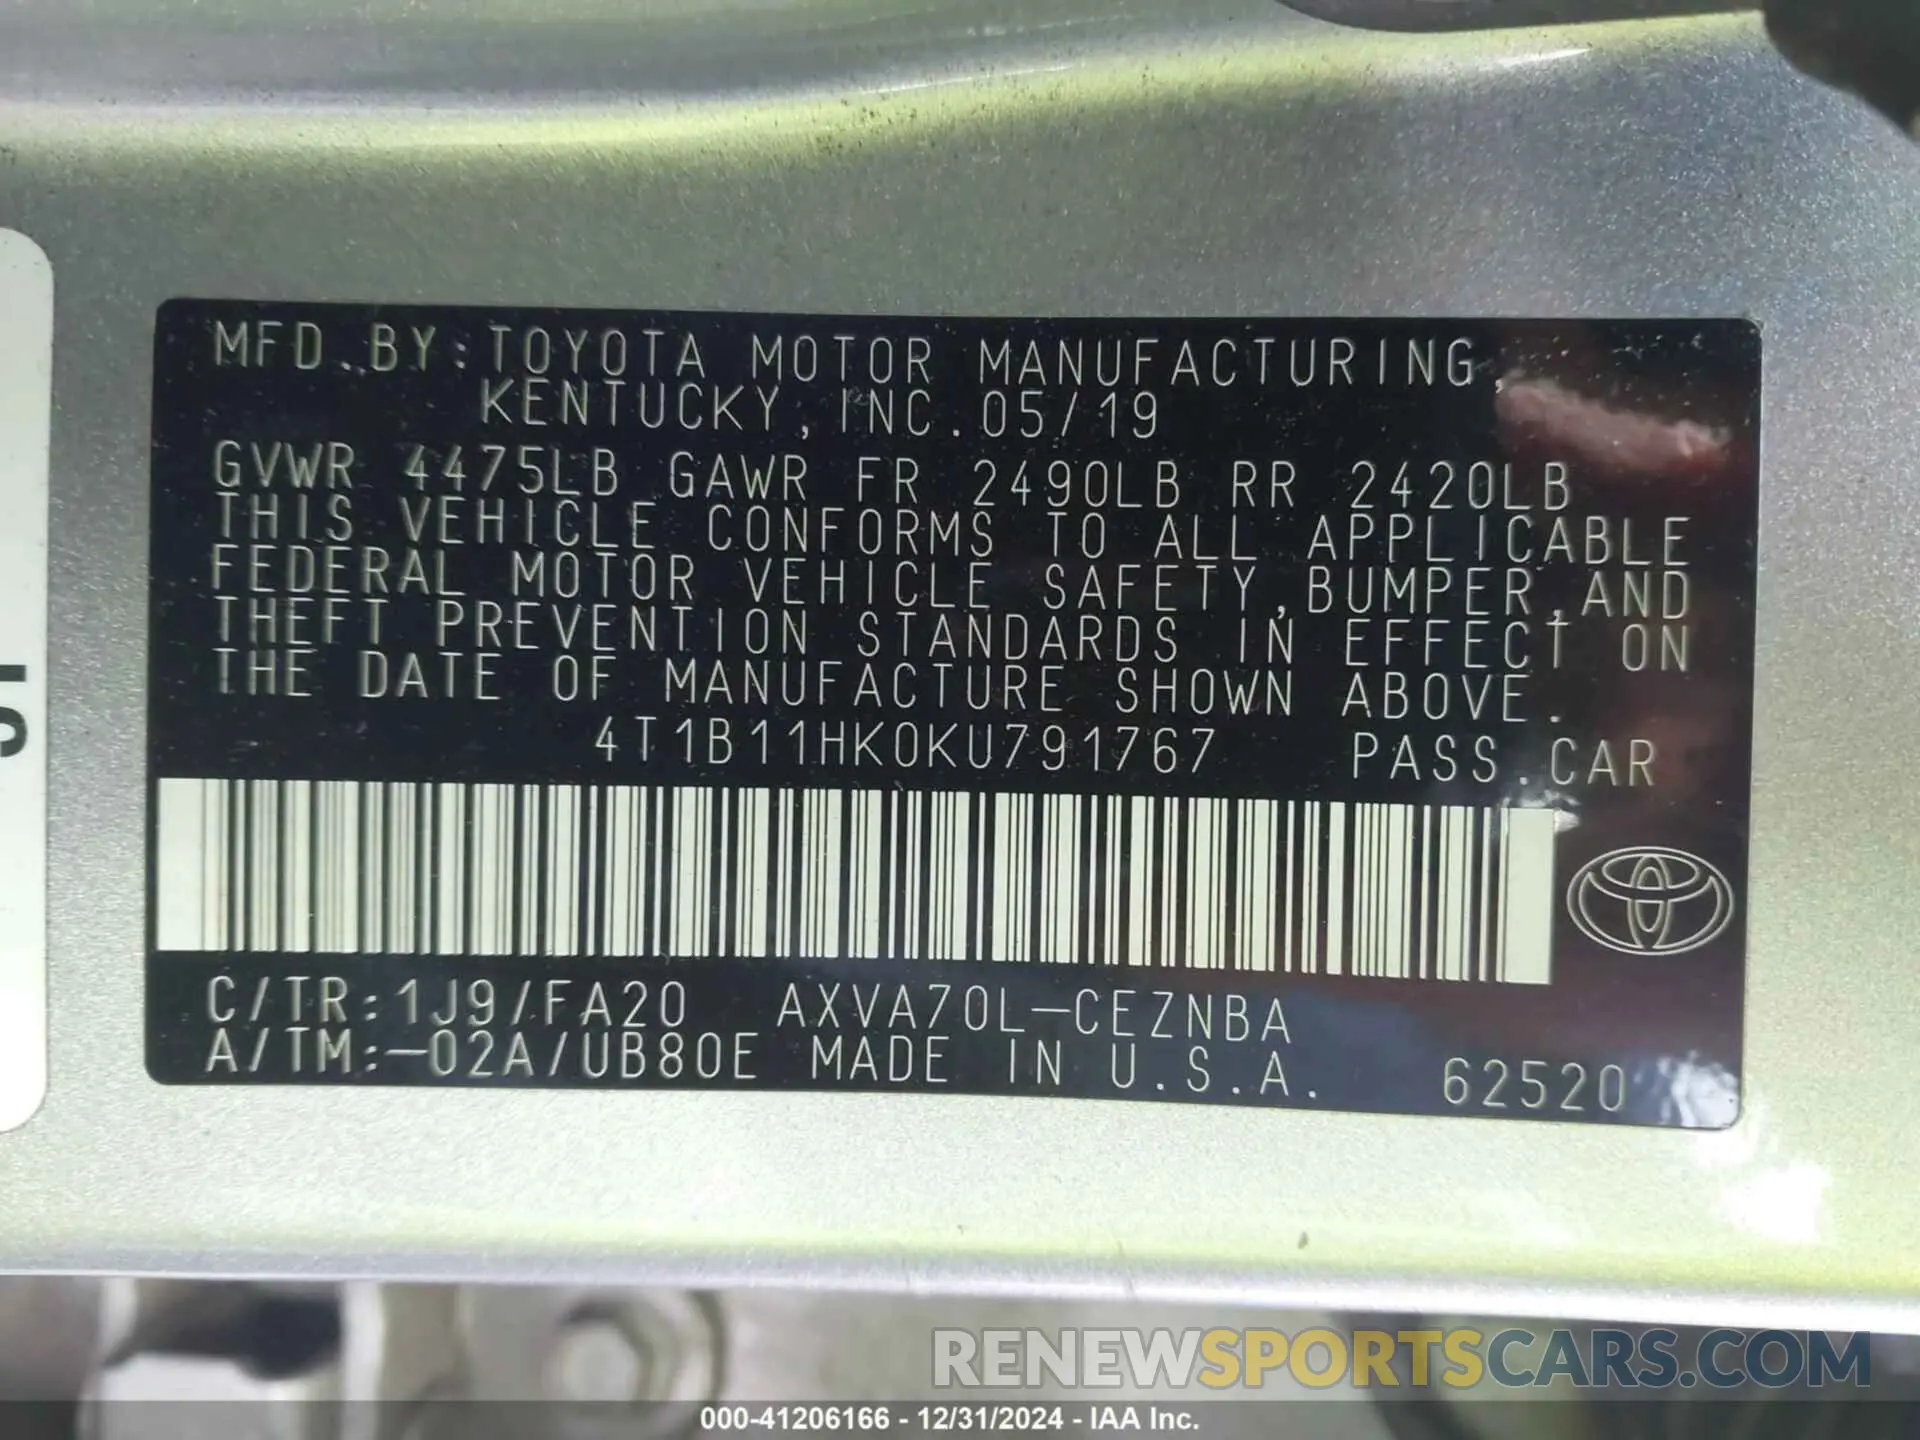 MFD.BY:TOYOTA MOTOR MANUFACTURING,
KENTUCKY, INC. 05/19
GVWR 4475LB GAWR FR 2490LB RR 2420LB
THIS VEHICLE CONFORMS TO ALL APPLICABLE
FEDERAL MOTOR VEHICLE SAFETY,BUMPER,AND
THEFT PREVENTION STANDARDS IN EFFECT ON
THE DATE OF MANUFACTURE SHOWN ABOVE.
4T1B11HK0KU791767 PASS.CAR
C/TR:1J9/FA20 AXVA70L-CEZNBA
A/TM:-02A/UB80E MADE IN U.S.A. 62520
RENEWSPORTSCARS.COM
000-41206166 - 12/31/2024 - IAA Inc.